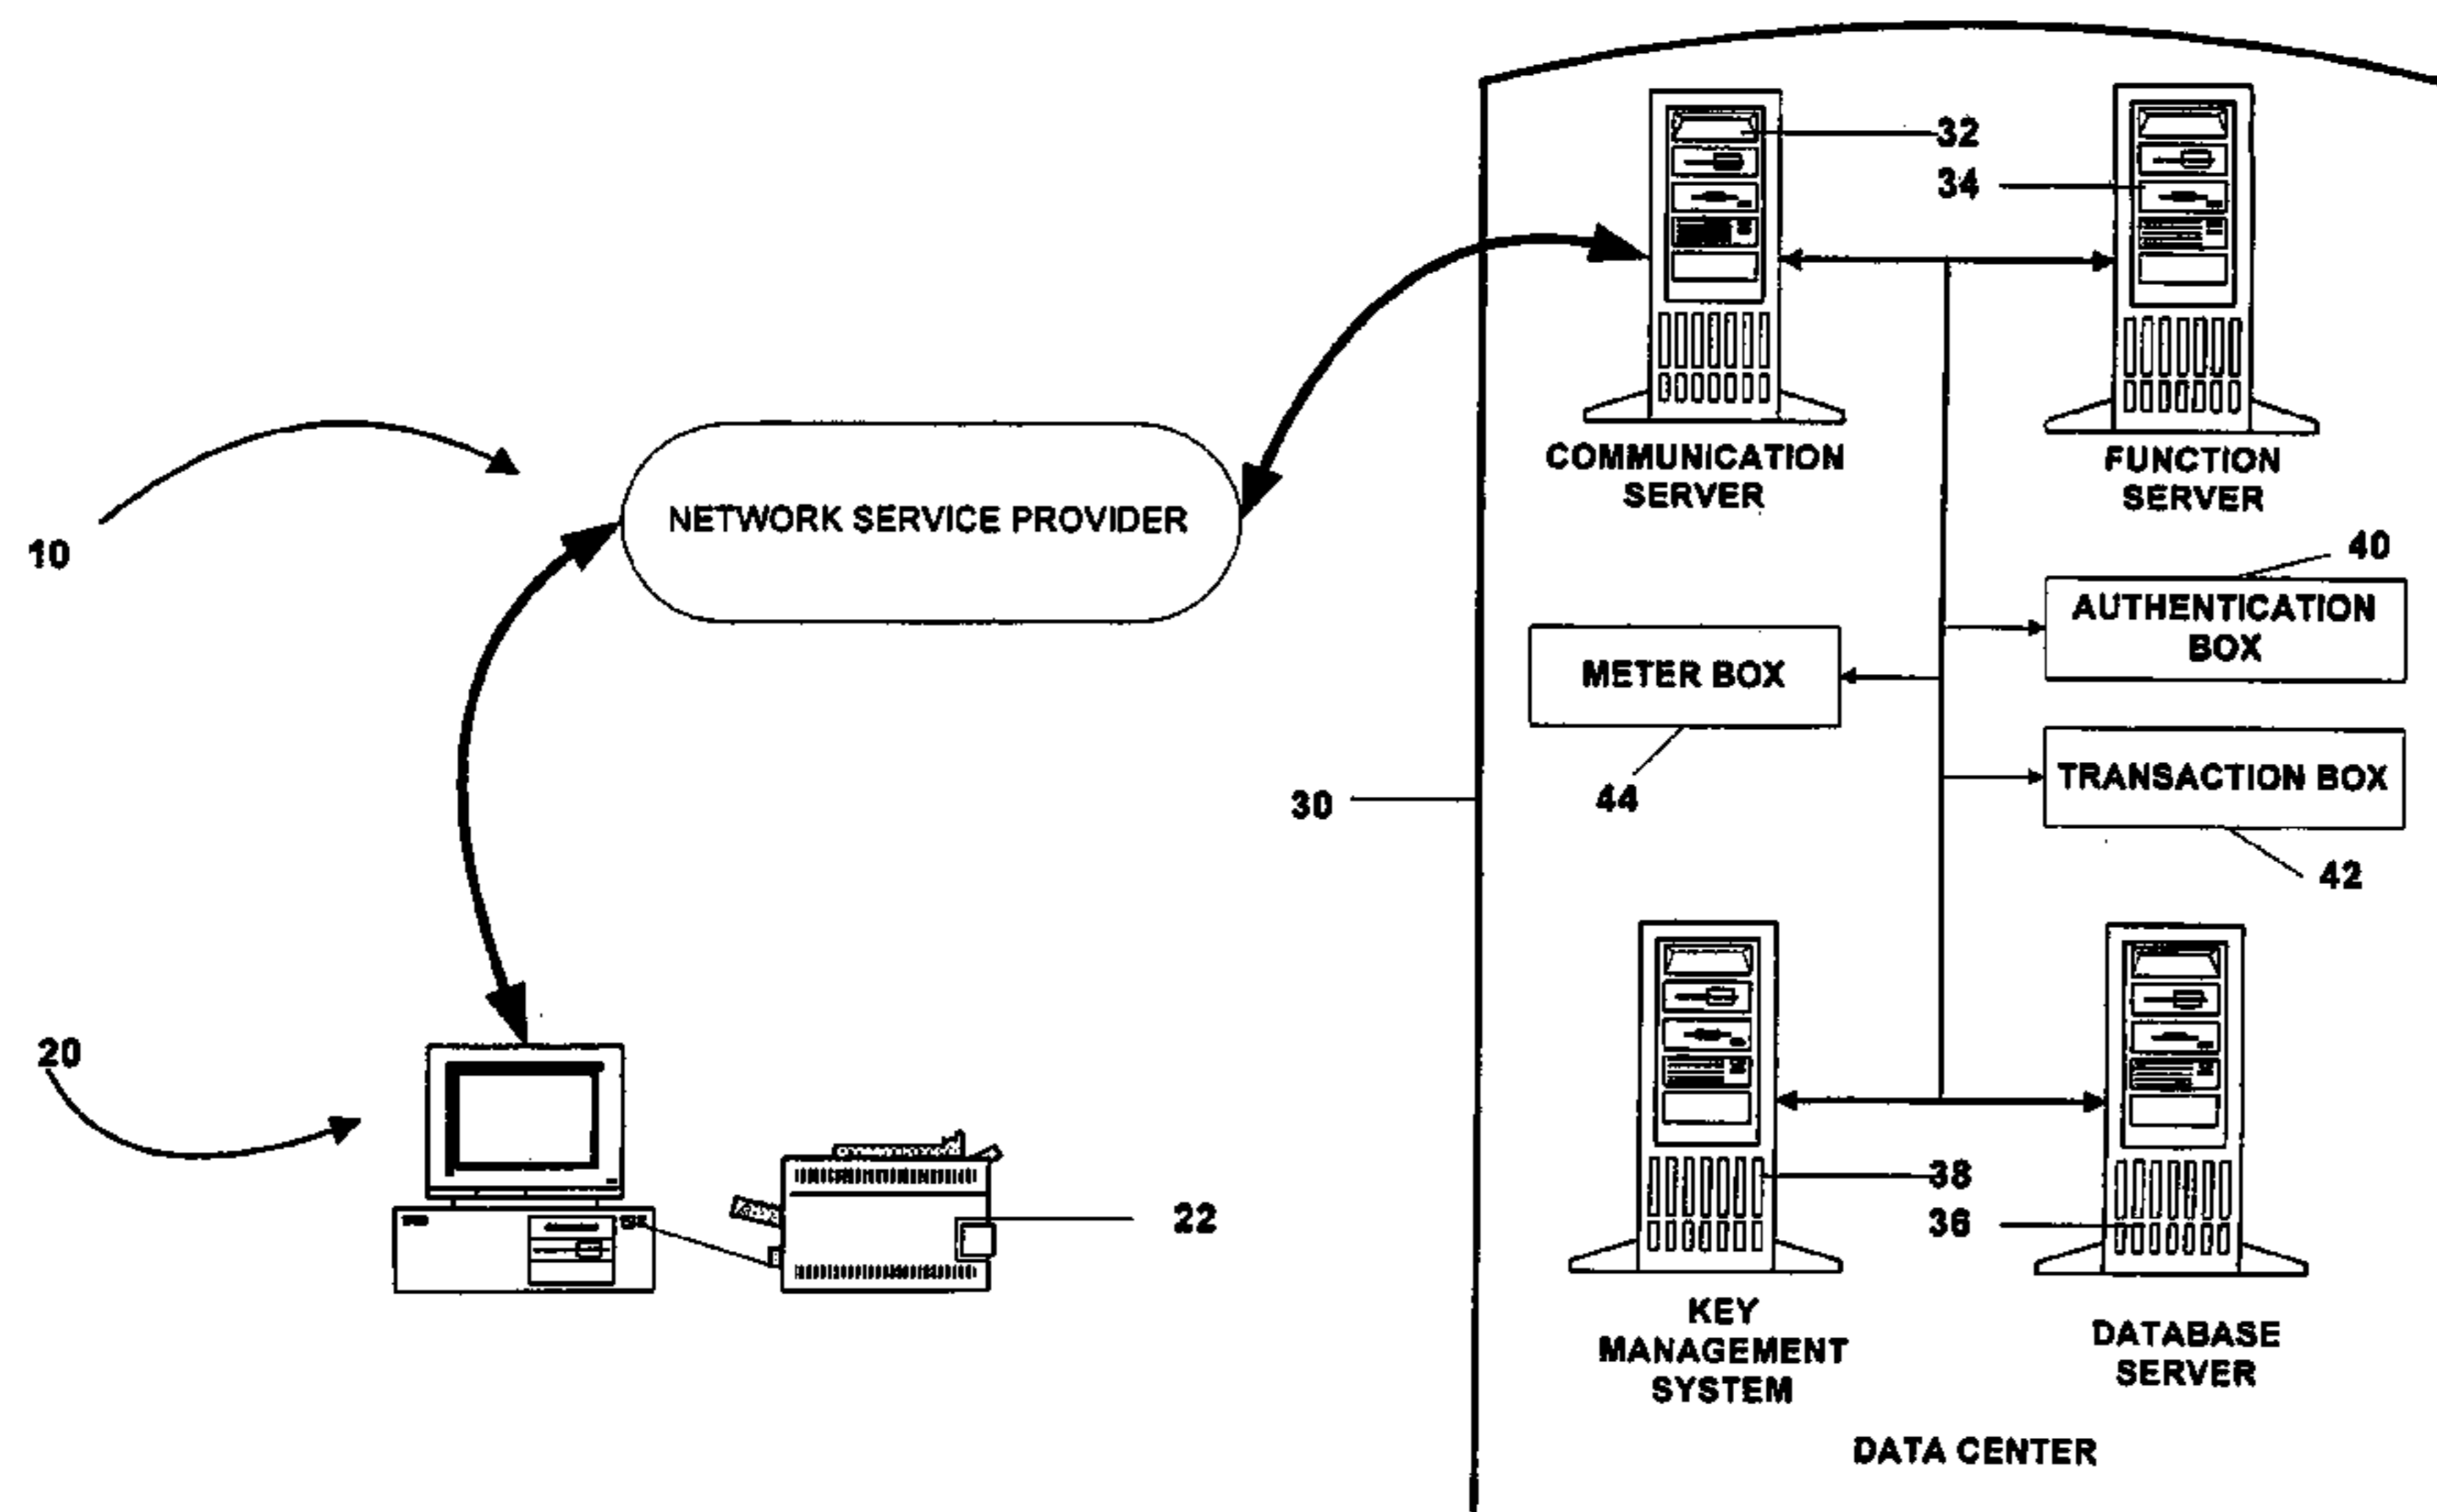 32
34
COMMUNICATION
SERVER
FUNCTION
SERVER
10
NETWORK SERVICE PROVIDER
40
AUTHENTICATION
BOX
METER BOX
44
30
TRANSACTION BOX
42
20
22
38
36
KEY
MANAGEMENT
SYSTEM
DATABASE
SERVER
DATA CENTER